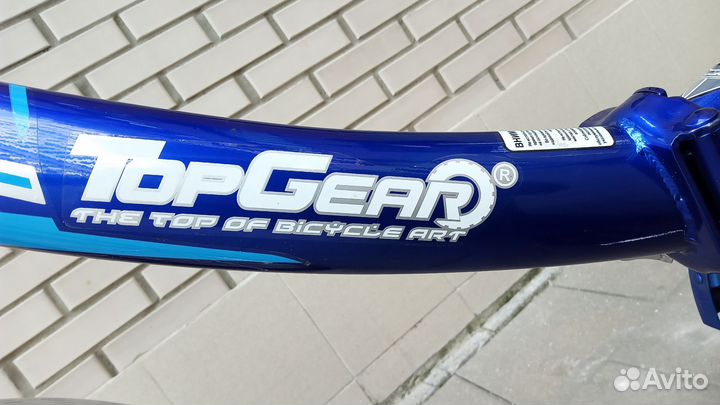 TopGear®
THE TOP OF BICYCLE ART
Avito